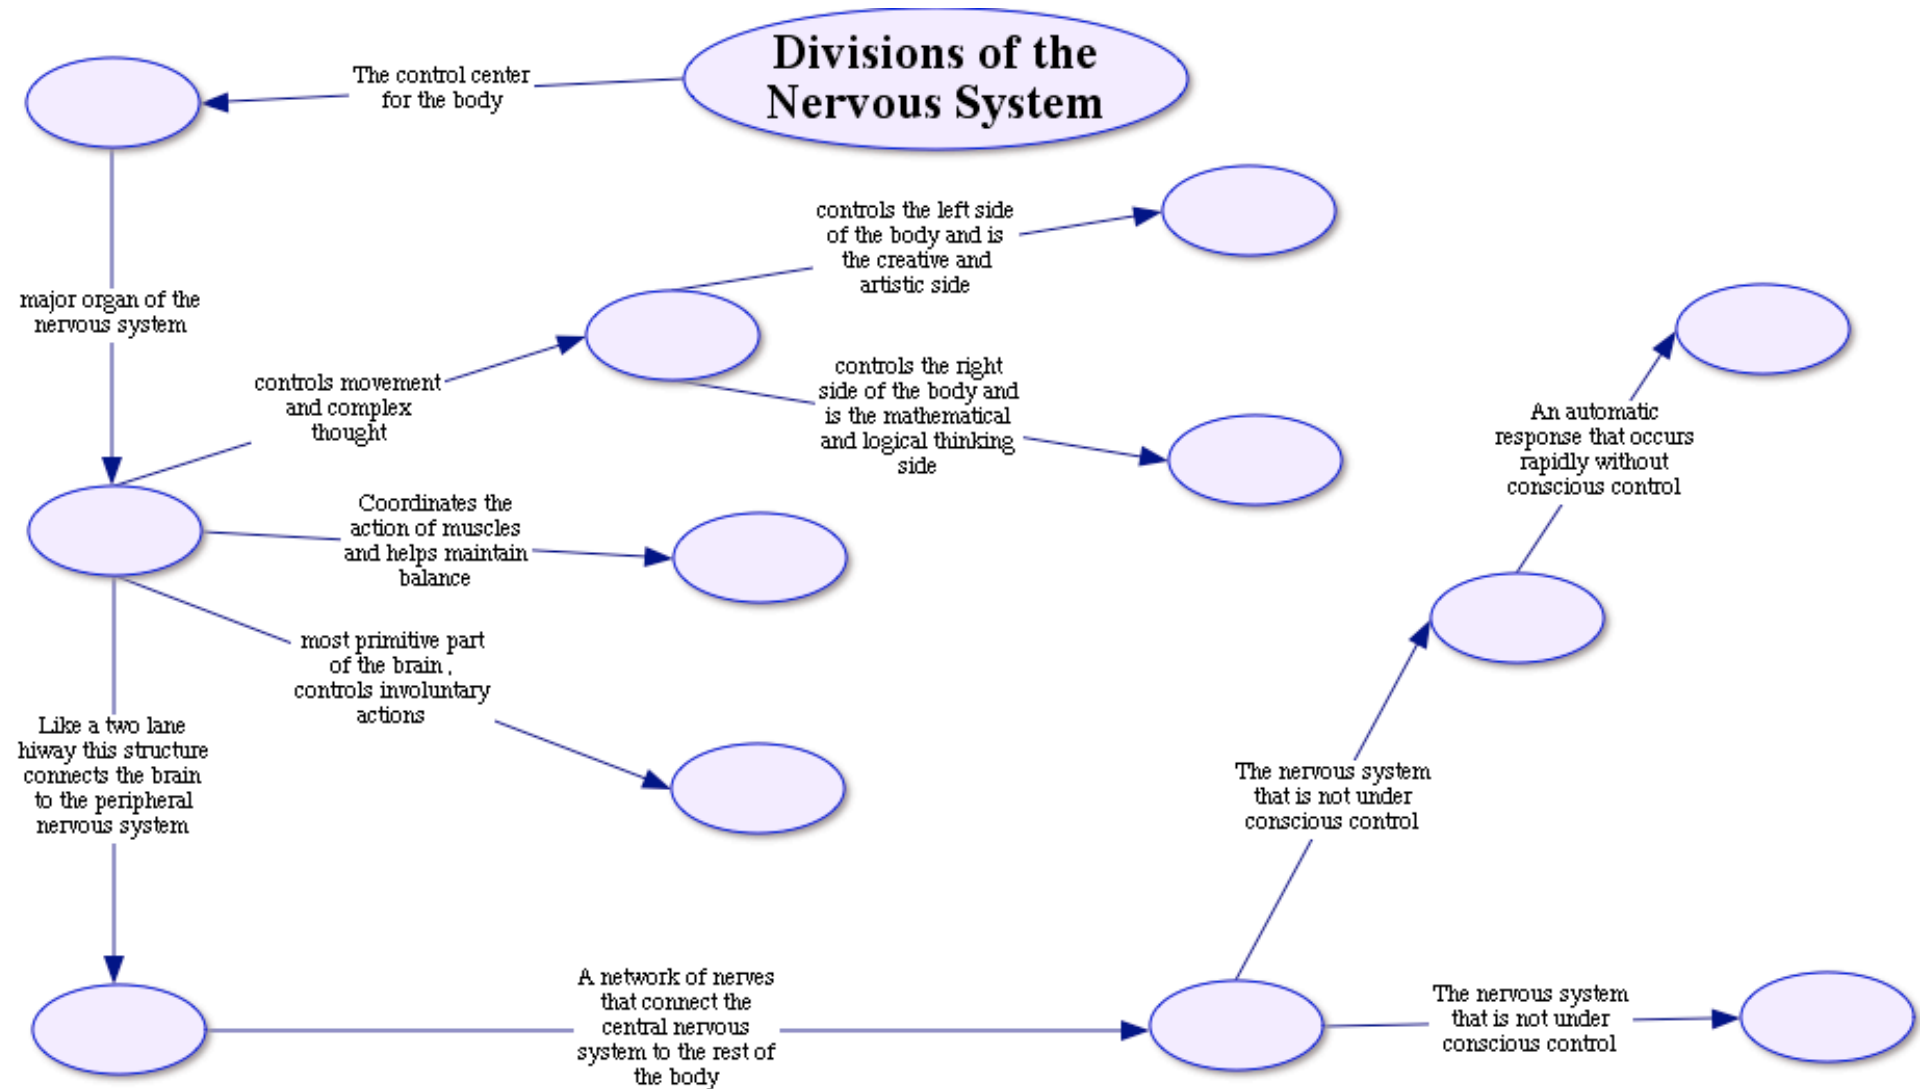 Divisions of the
Nervous System
The control center
for the body
major organ of the
nervous system
controls movement
and complex
thought
controls the left side
of the body and is
the creative and
artistic side
controls the right
side of the body and
is the mathematical
and logical thinking
side
Coordinates the
action of muscles
and helps maintain
balance
most primitive part
of the brain ,
controls involuntary
actions
Like a two lane
hiway this structure
connects the brain
to the peripheral
nervous system
A network of nerves
that connect the
central nervous
system to the rest of
the body
The nervous system
that is not under
conscious control
An automatic
response that occurs
rapidly without
conscious control
The nervous system
that is not under
conscious control